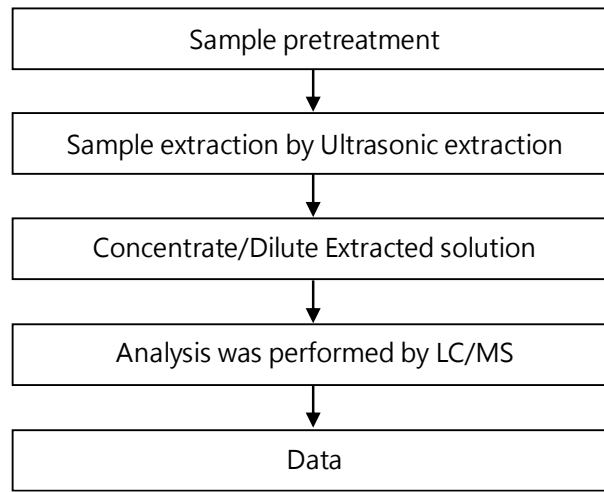 Sample pretreatment
Sample extraction by Ultrasonic extraction
Concentrate/Dilute Extracted solution
Analysis was performed by LC/MS
Data